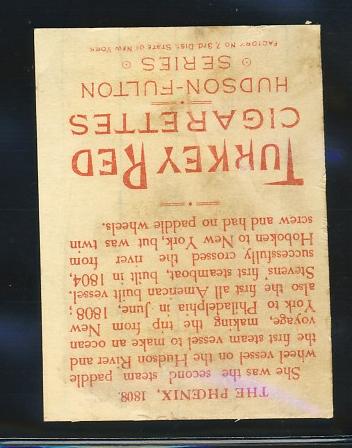 THE PHŒNIX, 1808.
She was the second steam paddle
wheel vessel on the Hudson River and
the first steam vessel to make an ocean
voyage, making the trip from New
York to Philadelphia in June, 1808;
also the first all American built vessel.
Stevens first steamboat, built in 1804,
successfully crossed the river from
Hoboken to New York, but was twin
screw and had no paddle wheels.
TURKEY RED
CIGARETTES
HUDSON-FULTON
SERIES
FACTORY NO 7, 3RD. DIST. STATE OF NEW YORK